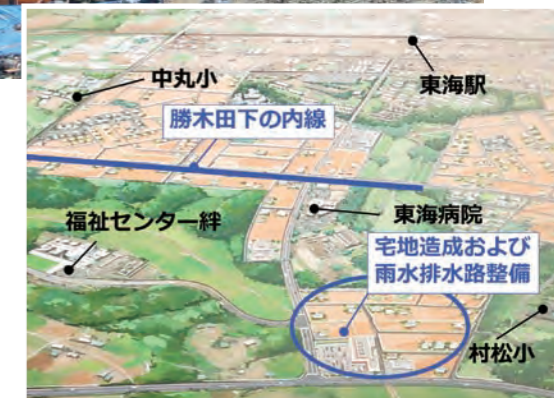 中丸小
東海駅
勝木田下の内線
福祉センター絆
東海病院
宅地造成および
雨水排水路整備
村松小